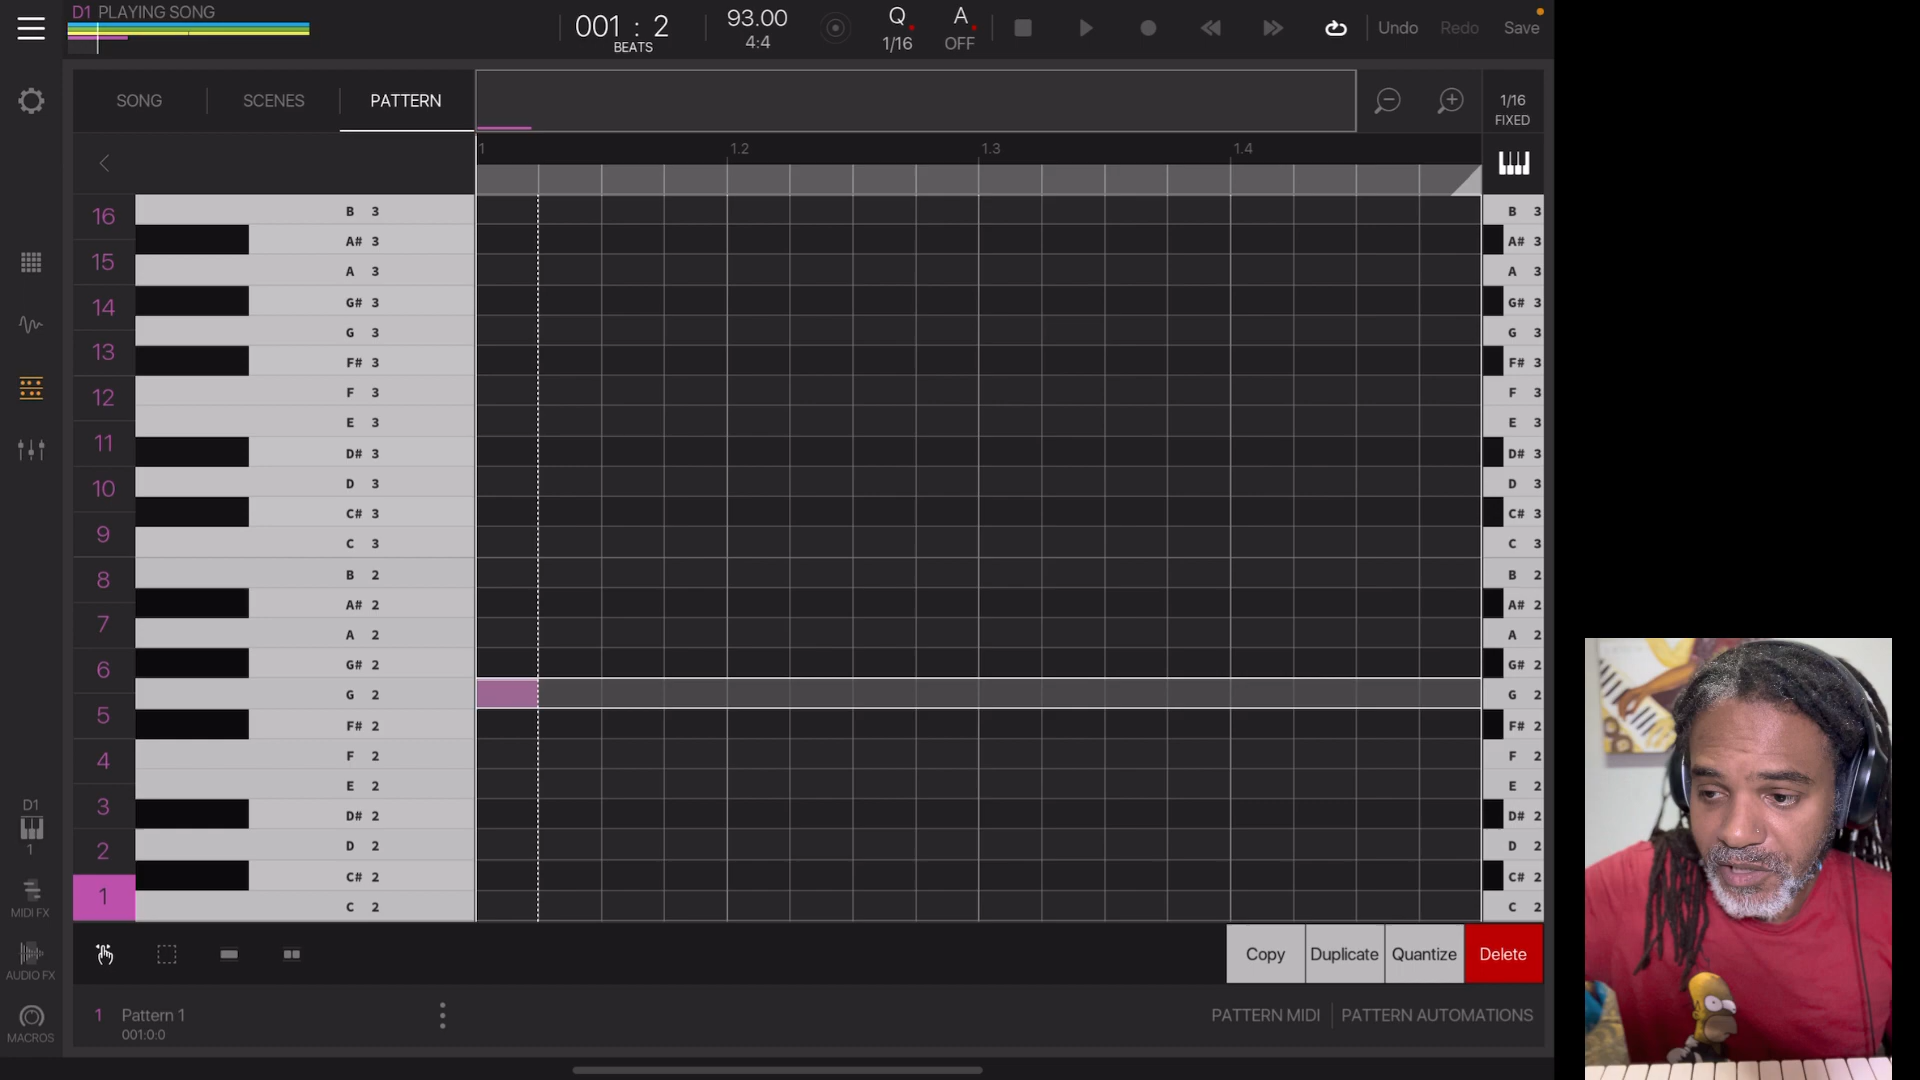 D1 PLAYING SONG
001 : 2
BEATS
93.00
4:4
Q
1/16
A
OFF
Undo
Redo
Save
SONG
SCENES
PATTERN
1/16
FIXED
1
1.2
1.3
1.4
16
15
14
13
12
11
10
9
8
7
6
5
4
3
2
1
B 3
A# 3
A 3
G# 3
G 3
F# 3
F 3
E 3
D# 3
D 3
C# 3
C 3
B 2
A# 2
A 2
G# 2
G 2
F# 2
F 2
E 2
D# 2
D 2
C# 2
C 2
B 3
A# 3
A 3
G# 3
G 3
F# 3
F 3
E 3
D# 3
D 3
C# 3
C 3
B 2
A# 2
A 2
G# 2
G 2
F# 2
F 2
E 2
D# 2
D 2
C# 2
C 2
D1
1
MIDI FX
AUDIO FX
MACROS
Copy
Duplicate
Quantize
Delete
1 Pattern 1
001:0:0
PATTERN MIDI
PATTERN AUTOMATIONS